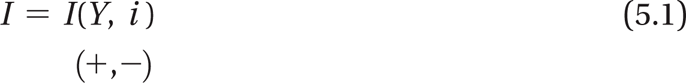 I = I(Y, i) (5.1)
(+,−)